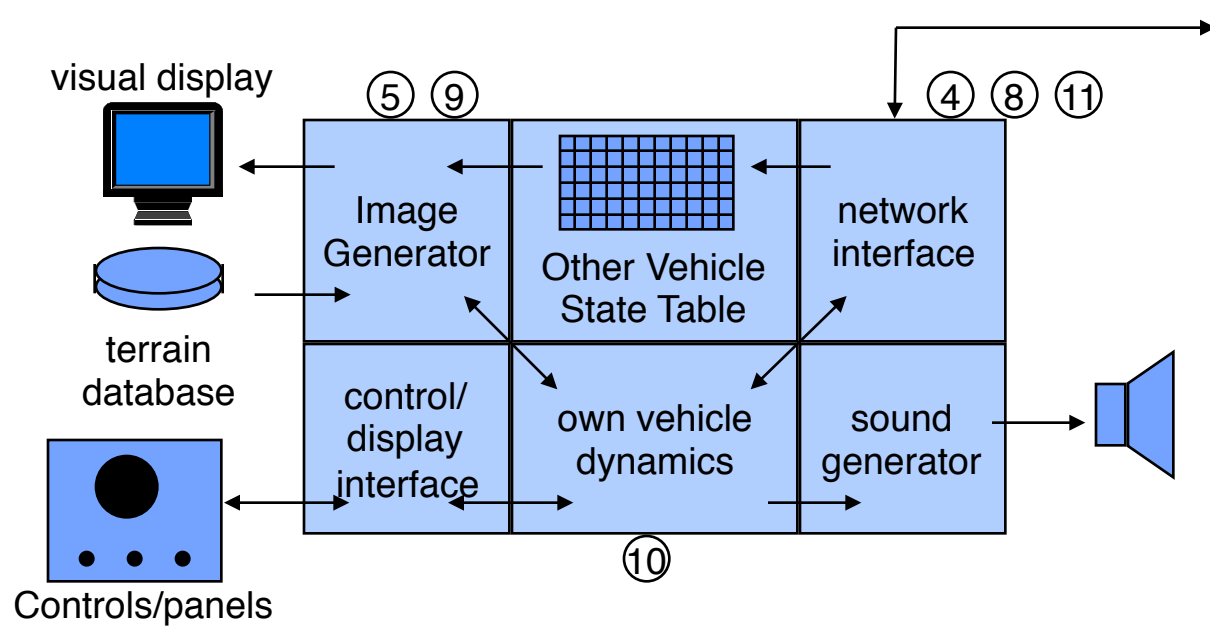 visual display
5 9
4 8 11
Image
Generator
Other Vehicle
State Table
network
interface
terrain
database
control/
display
interface
own vehicle
dynamics
sound
generator
10
Controls/panels